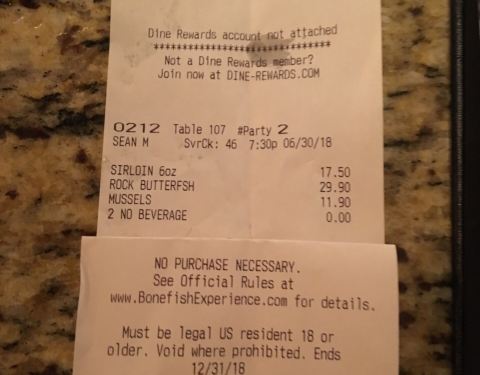 Dine Rewards account not attached
********************************
Not a Dine Rewards member?
Join now at DINE-REWARDS.COM
0212 Table 107 #Party 2
SEAN M SvrCk: 46 7:30p 06/30/18
SIRLOIN 6oz 17.50
ROCK BUTTERFSH 29.90
MUSSELS 11.90
2 NO BEVERAGE 0.00
NO PURCHASE NECESSARY.
See Official Rules at
www.BonefishExperience.com for details.
Must be legal US resident 18 or
older. Void where prohibited. Ends
12/31/18